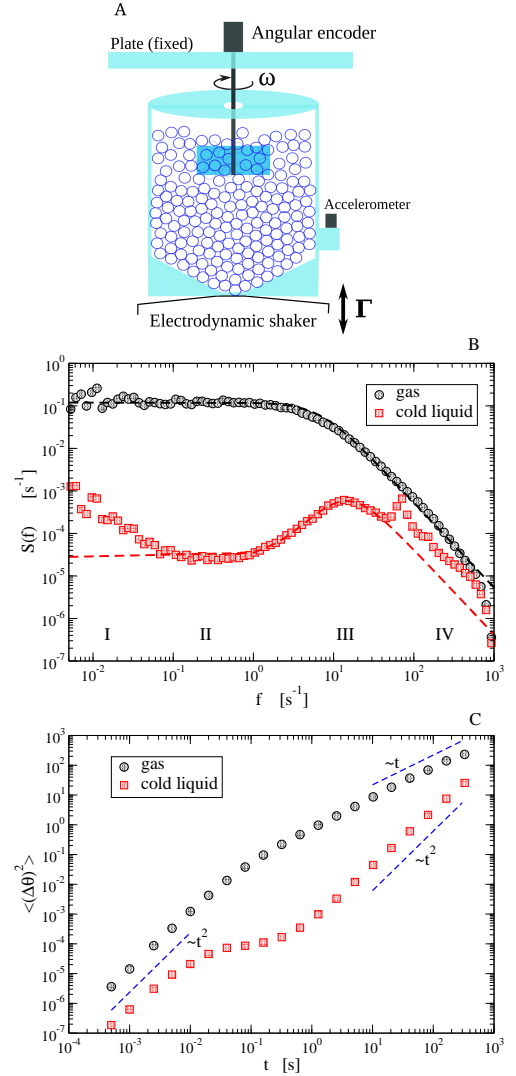 A
Angular encoder
Plate (fixed)
ω
Accelerometer
Γ
Electrodynamic shaker
B
10^0
10^-1
10^-2
10^-3
10^-4
10^-5
10^-6
10^-7
S(f) [s^-1]
gas
cold liquid
I II III IV
10^-2 10^-1 10^0 10^1 10^2 10^3
f [s^-1]
C
10^3
10^2
10^1
10^0
10^-1
10^-2
10^-3
10^-4
10^-5
10^-6
10^-7
<(Δθ)^2>
gas
cold liquid
~t
~t^2
~t^2
10^-4 10^-3 10^-2 10^-1 10^0 10^1 10^2 10^3
t [s]